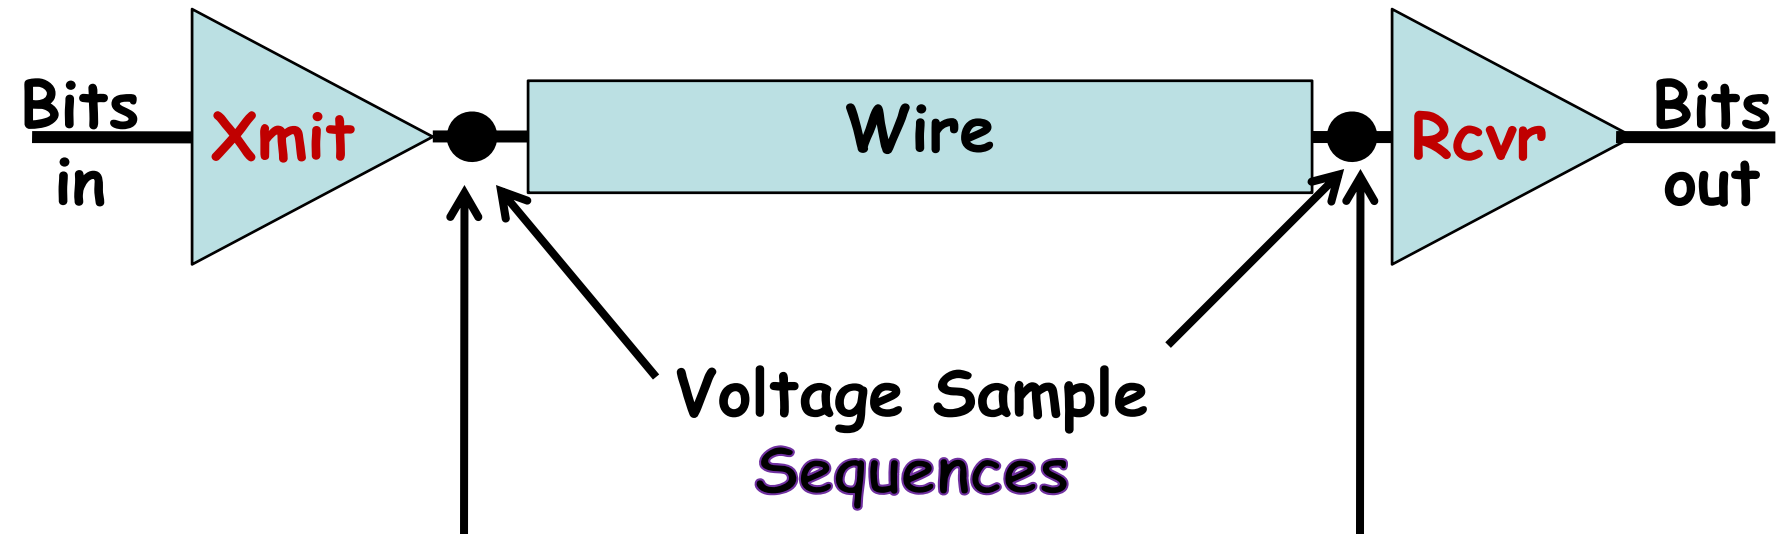 Bits
in
Xmit
Wire
Rcvr
Bits
out
Voltage Sample
Sequences